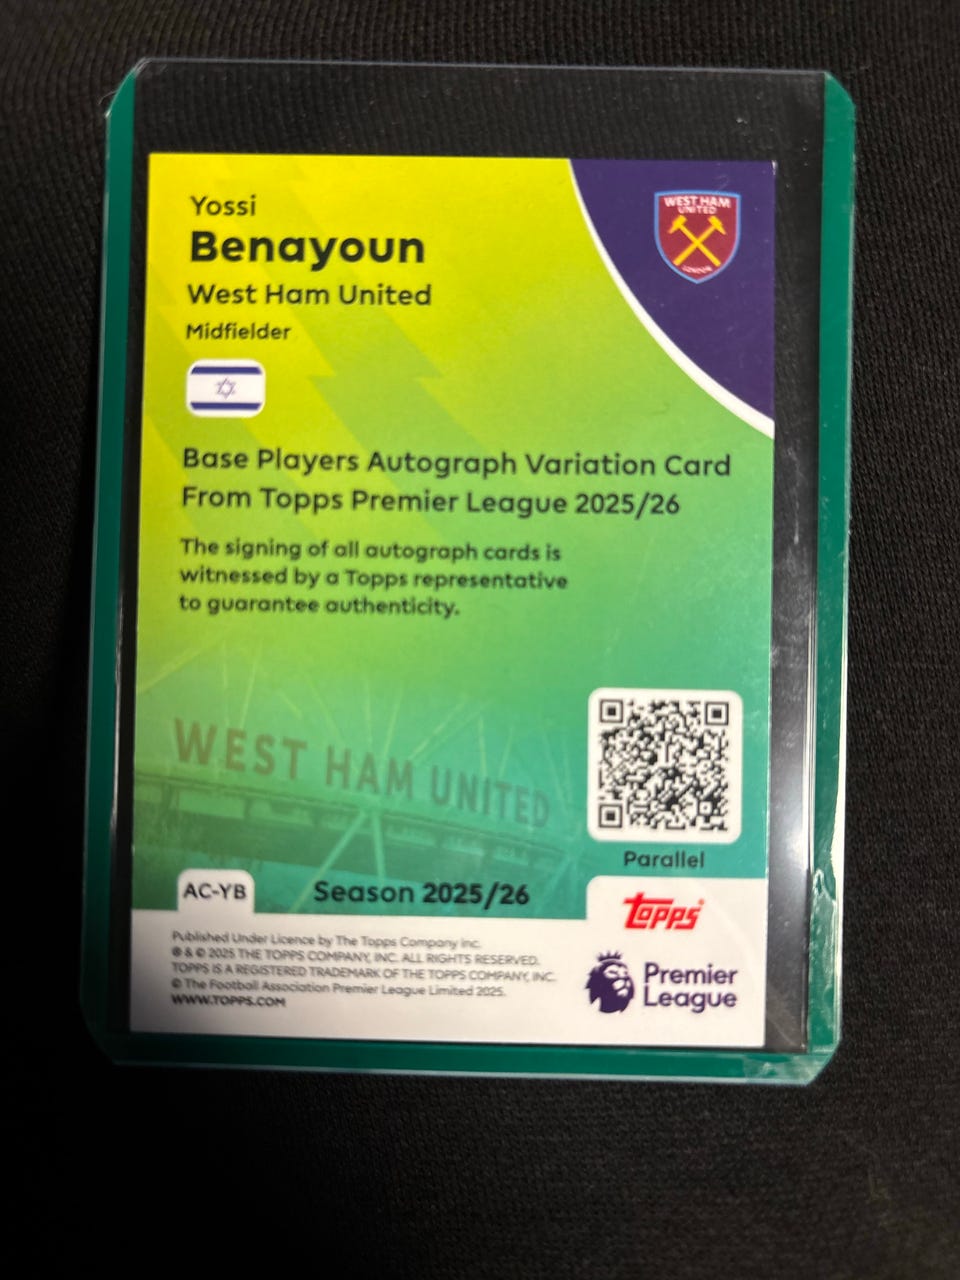 Yossi
Benayoun
West Ham United
Midfielder
WEST HAM
UNITED
LONDON
Base Players Autograph Variation Card
From Topps Premier League 2025/26
The signing of all autograph cards is
witnessed by a Topps representative
to guarantee authenticity.
WEST HAM UNITED
Parallel
AC-YB
Season 2025/26
topps
Published Under Licence by The Topps Company Inc.
® & © 2025 THE TOPPS COMPANY, INC. ALL RIGHTS RESERVED.
TOPPS IS A REGISTERED TRADEMARK OF THE TOPPS COMPANY, INC.
© The Football Association Premier League Limited 2025.
WWW.TOPPS.COM
Premier
League